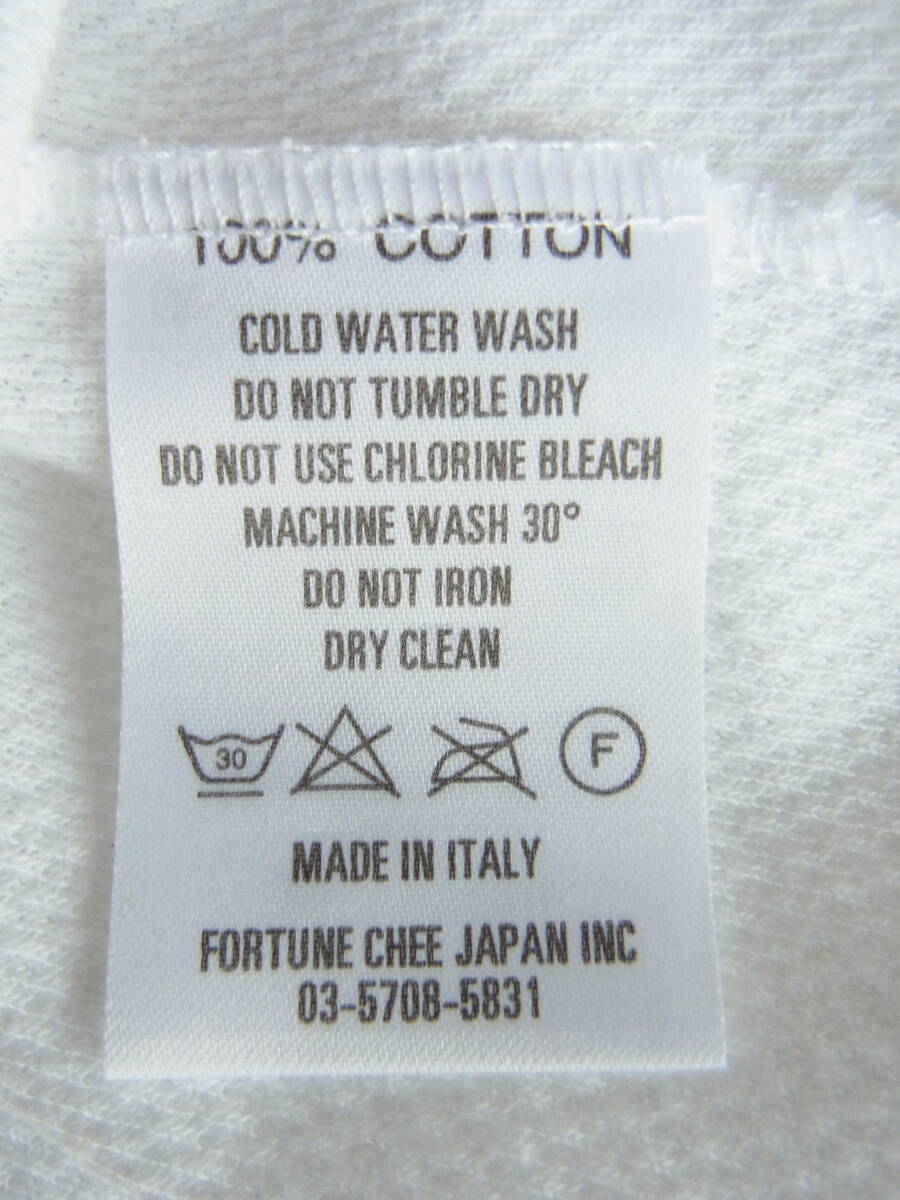 100% COTTON
COLD WATER WASH
DO NOT TUMBLE DRY
DO NOT USE CHLORINE BLEACH
MACHINE WASH 30°
DO NOT IRON
DRY CLEAN
30 F
MADE IN ITALY
FORTUNE CHEE JAPAN INC
03-5708-5831